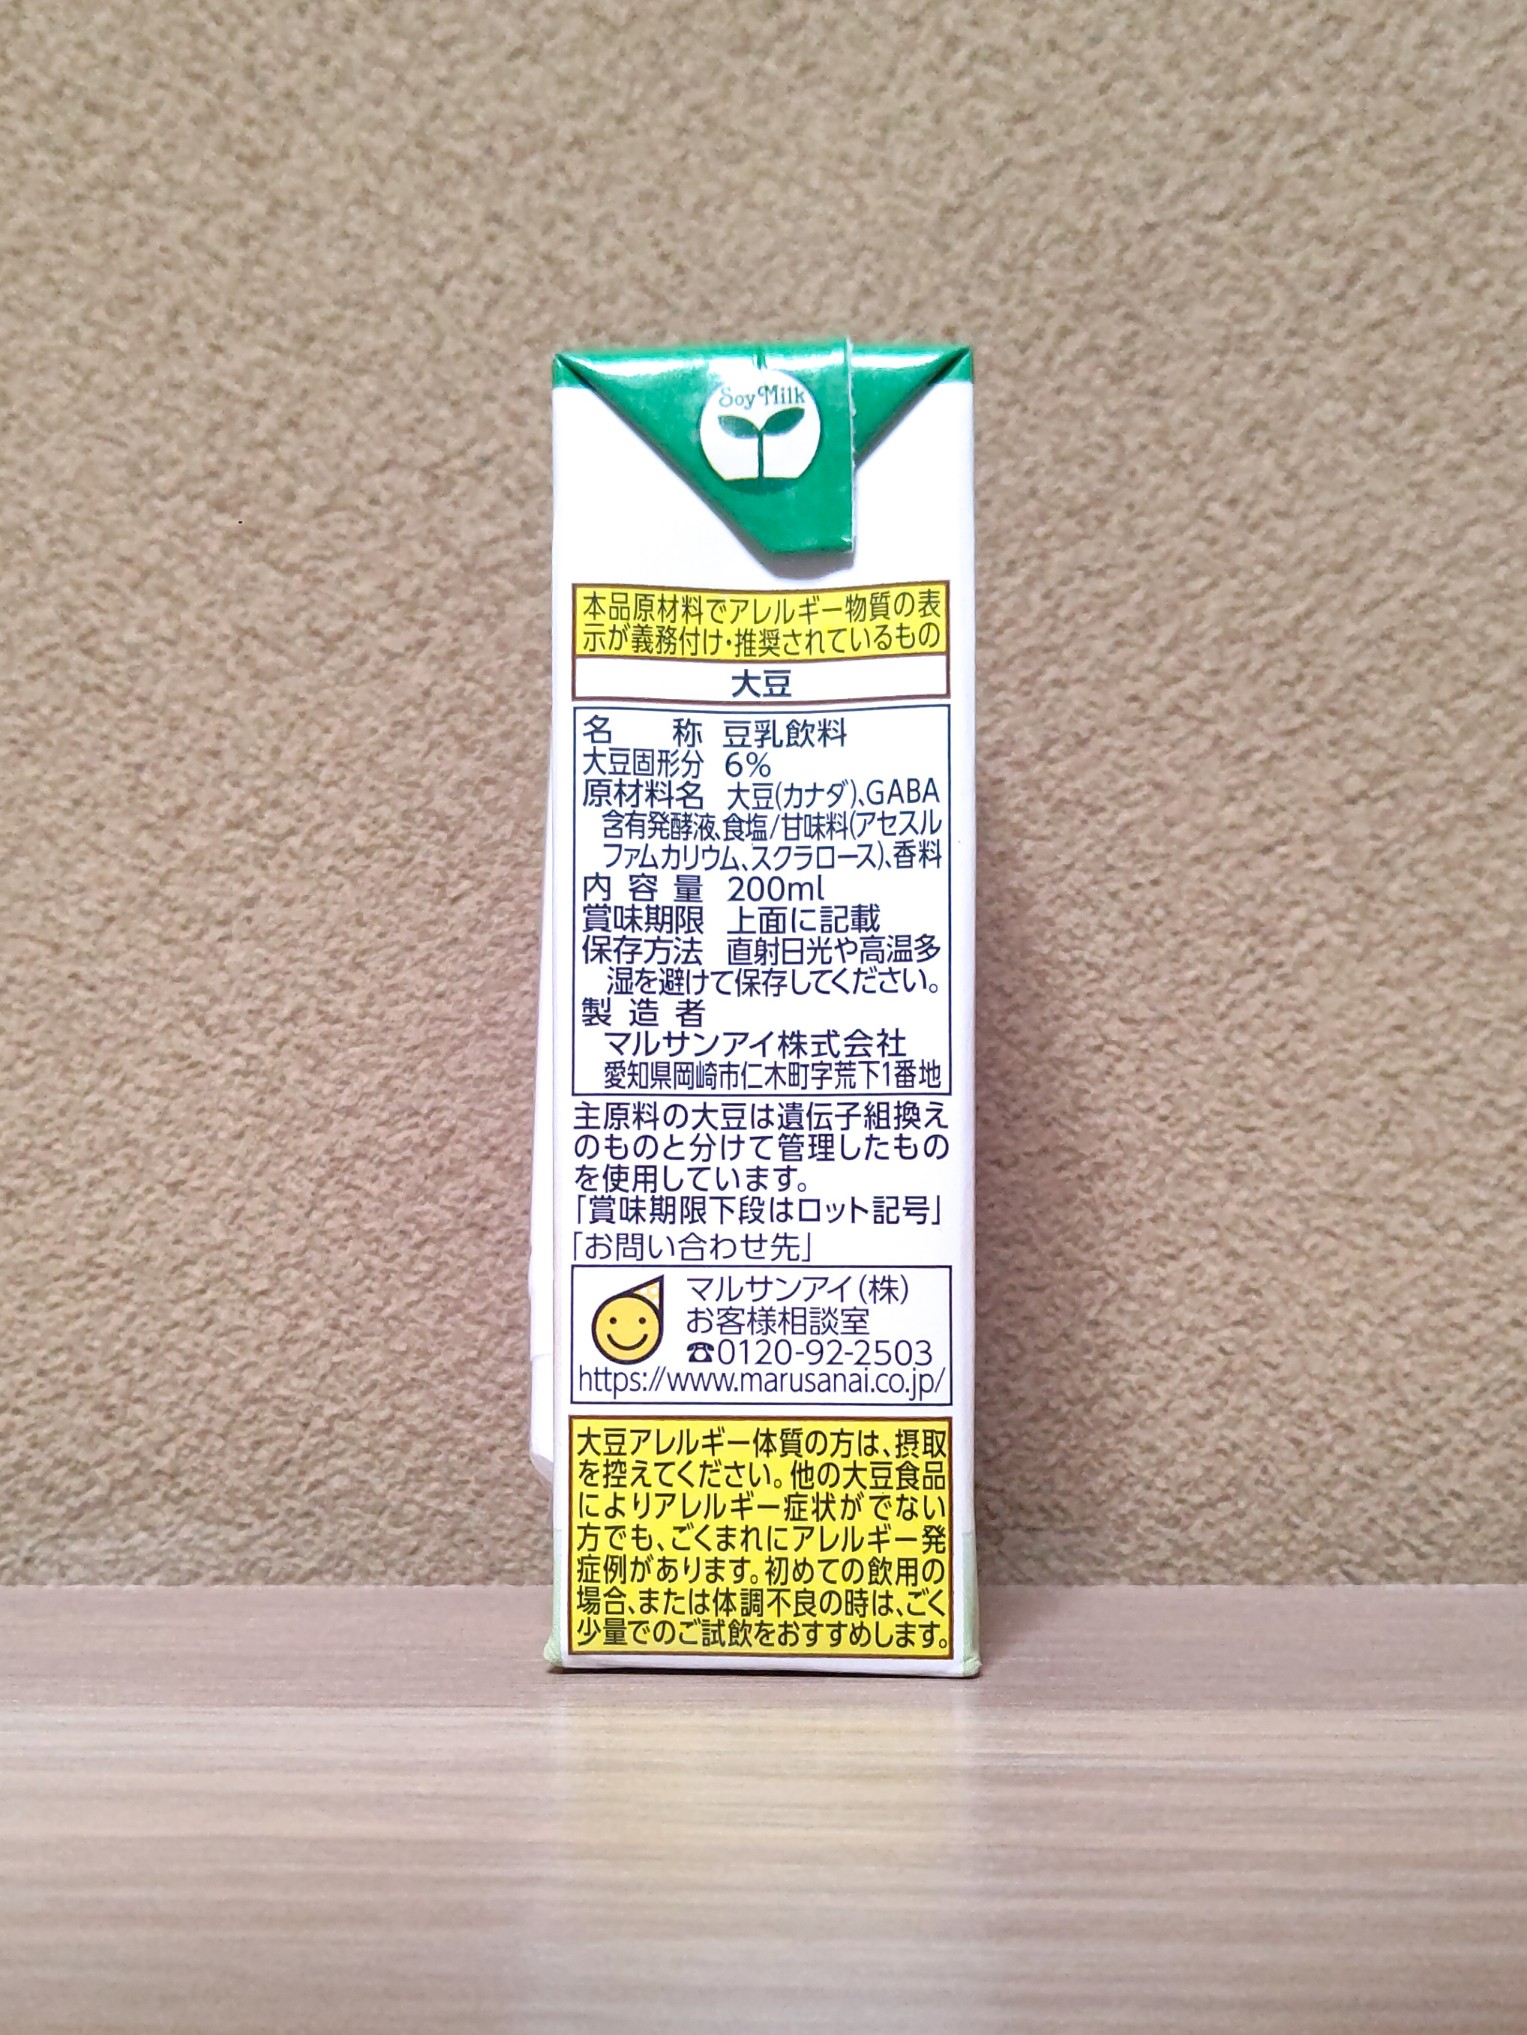 Soy Milk
本品原材料でアレルギー物質の表
示が義務付け・推奨されているもの
大豆
名 称 豆乳飲料
大豆固形分 6%
原材料名 大豆(カナダ)、GABA
含有発酵液、食塩/甘味料(アセスル
ファムカリウム、スクラロース)、香料
内容量 200ml
賞味期限 上面に記載
保存方法 直射日光や高温多
湿を避けて保存してください。
製造者
マルサンアイ株式会社
愛知県岡崎市仁木町字荒下1番地
主原料の大豆は遺伝子組換え
のものと分けて管理したもの
を使用しています。
「賞味期限下段はロット記号」
「お問い合わせ先」
マルサンアイ(株)
お客様相談室
☎0120-92-2503
https://www.marusanai.co.jp/
大豆アレルギー体質の方は、摂取
を控えてください。他の大豆食品
によりアレルギー症状がでない
方でも、ごくまれにアレルギー発
症例があります。初めての飲用の
場合、または体調不良の時は、ごく
少量でのご試飲をおすすめします。